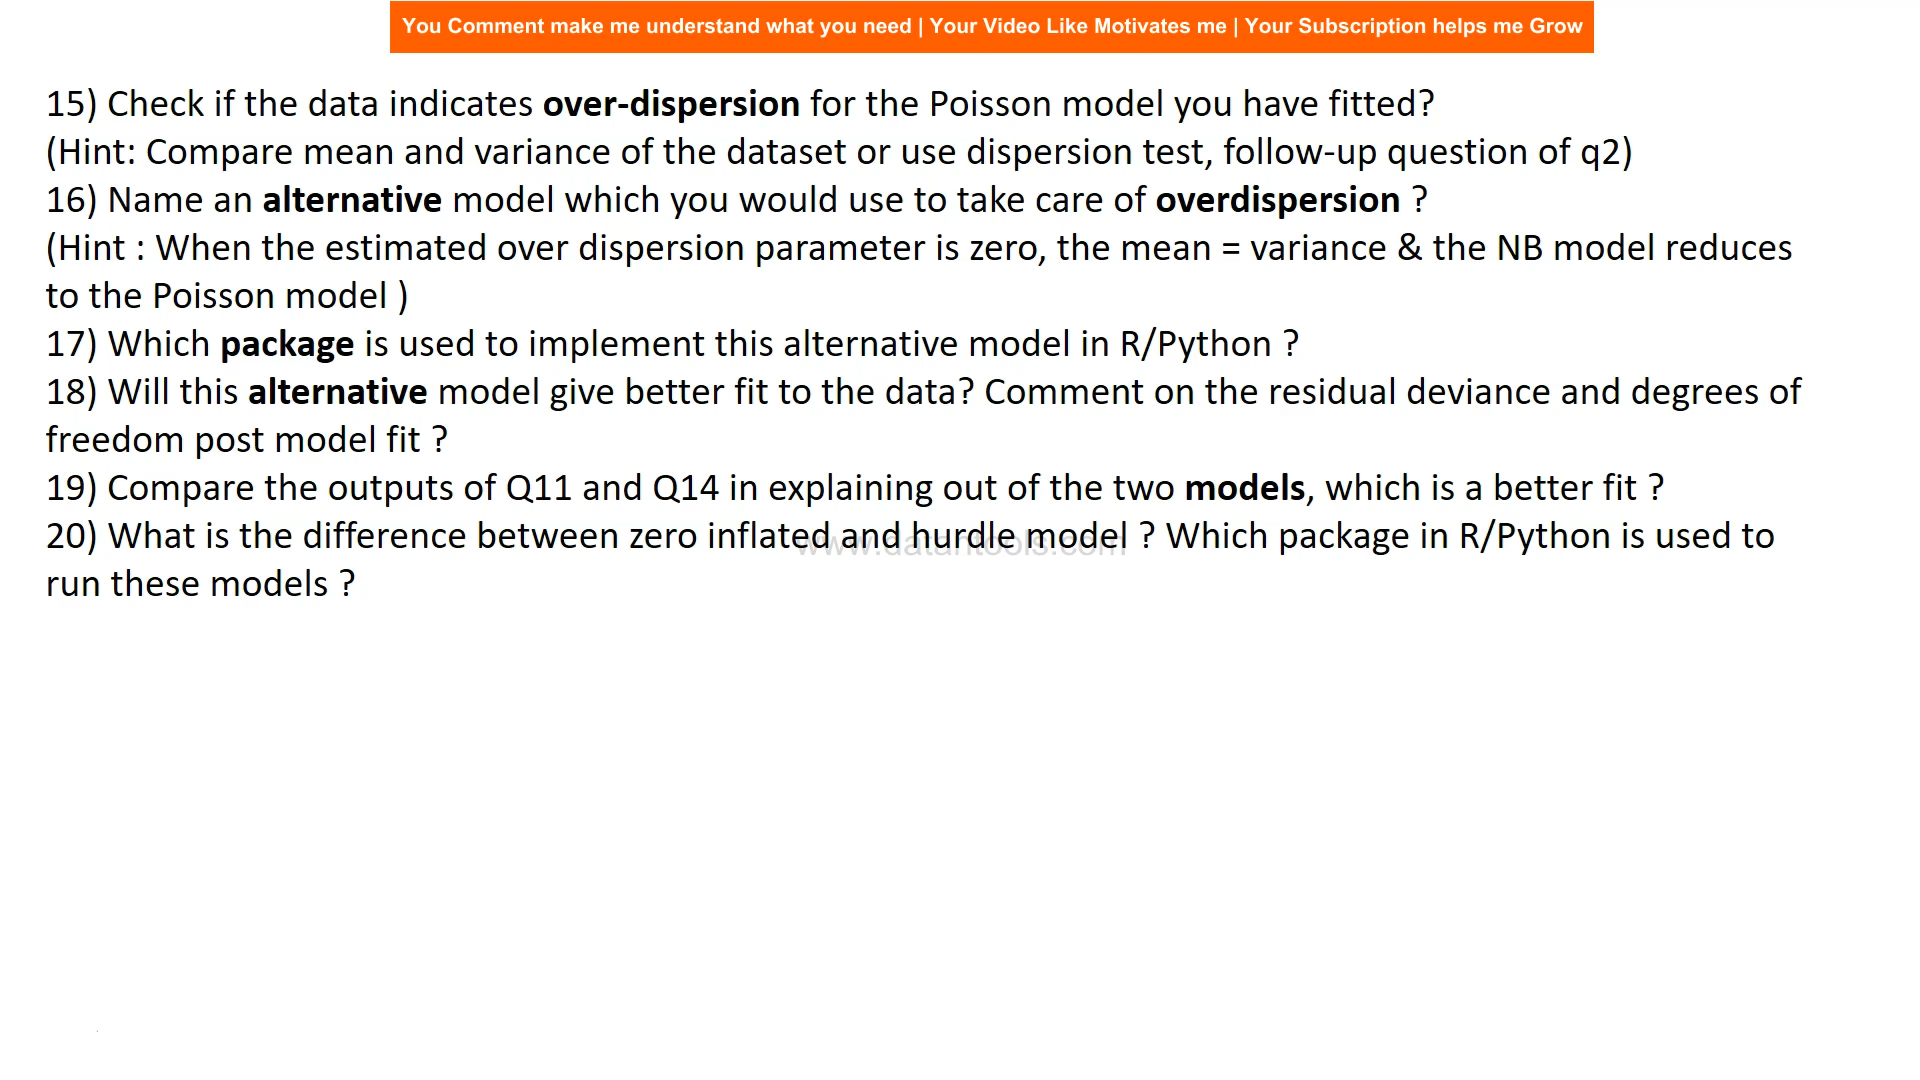 You Comment make me understand what you need | Your Video Like Motivates me | Your Subscription helps me Grow
15) Check if the data indicates over-dispersion for the Poisson model you have fitted?
(Hint: Compare mean and variance of the dataset or use dispersion test, follow-up question of q2)
16) Name an alternative model which you would use to take care of overdispersion ?
(Hint : When the estimated over dispersion parameter is zero, the mean = variance & the NB model reduces
to the Poisson model )
17) Which package is used to implement this alternative model in R/Python ?
18) Will this alternative model give better fit to the data? Comment on the residual deviance and degrees of
freedom post model fit ?
19) Compare the outputs of Q11 and Q14 in explaining out of the two models, which is a better fit ?
20) What is the difference between zero inflated and hurdle model ? Which package in R/Python is used to
www.datantools.com
run these models ?